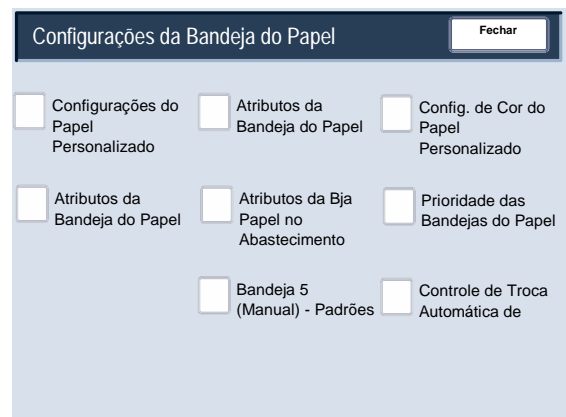 Configurações da Bandeja do Papel
Fechar
Configurações do
Papel
Personalizado
Atributos da
Bandeja do Papel
Config. de Cor do
Papel
Personalizado
Atributos da
Bandeja do Papel
Atributos da Bja
Papel no
Abastecimento
Prioridade das
Bandejas do Papel
Bandeja 5
(Manual) - Padrões
Controle de Troca
Automática de